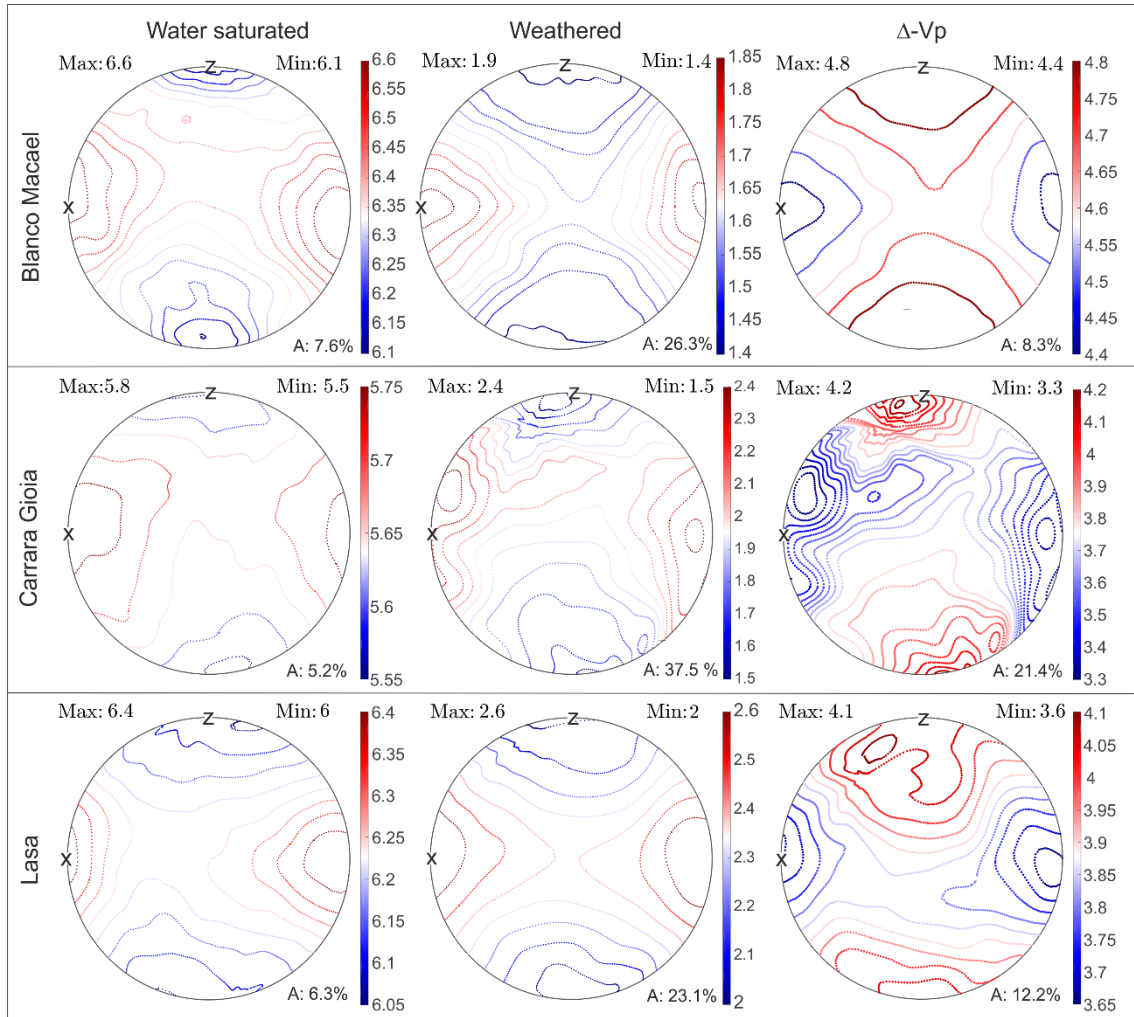 Water saturated
Weathered
Δ-Vp
Blanco Macael
Max: 6.6
Min:6.1
Z
X
A: 7.6%
6.6
6.55
6.5
6.45
6.4
6.35
6.3
6.25
6.2
6.15
6.1
Max: 1.9
Min: 1.4
Z
X
A: 26.3%
1.85
1.8
1.75
1.7
1.65
1.6
1.55
1.5
1.45
1.4
Max: 4.8
Min: 4.4
Z
X
A: 8.3%
4.8
4.75
4.7
4.65
4.6
4.55
4.5
4.45
4.4
Carrara Gioia
Max:5.8
Min: 5.5
Z
X
A: 5.2%
5.75
5.7
5.65
5.6
5.55
Max: 2.4
Min: 1.5
Z
X
A: 37.5 %
2.4
2.3
2.2
2.1
2
1.9
1.8
1.7
1.6
1.5
Max: 4.2
Min: 3.3
Z
X
A: 21.4%
4.2
4.1
4
3.9
3.8
3.7
3.6
3.5
3.4
3.3
Lasa
Max: 6.4
Min: 6
Z
X
A: 6.3%
6.4
6.35
6.3
6.25
6.2
6.15
6.1
6.05
Max: 2.6
Min:2
Z
X
A: 23.1%
2.6
2.5
2.4
2.3
2.2
2.1
2
Max: 4.1
Min: 3.6
Z
X
A: 12.2%
4.1
4.05
4
3.95
3.9
3.85
3.8
3.75
3.7
3.65